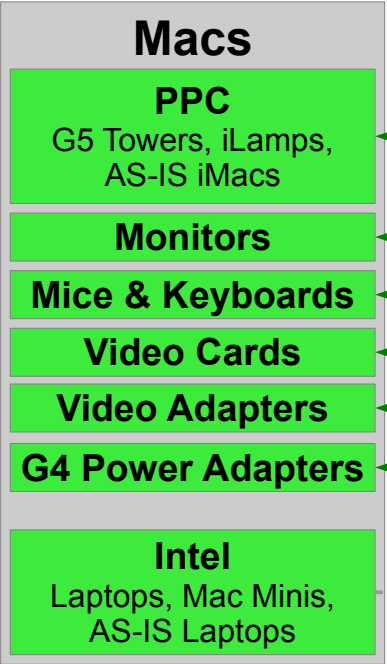 Macs
PPC
G5 Towers, iLamps,
AS-IS iMacs
Monitors
Mice & Keyboards
Video Cards
Video Adapters
G4 Power Adapters
Intel
Laptops, Mac Minis,
AS-IS Laptops